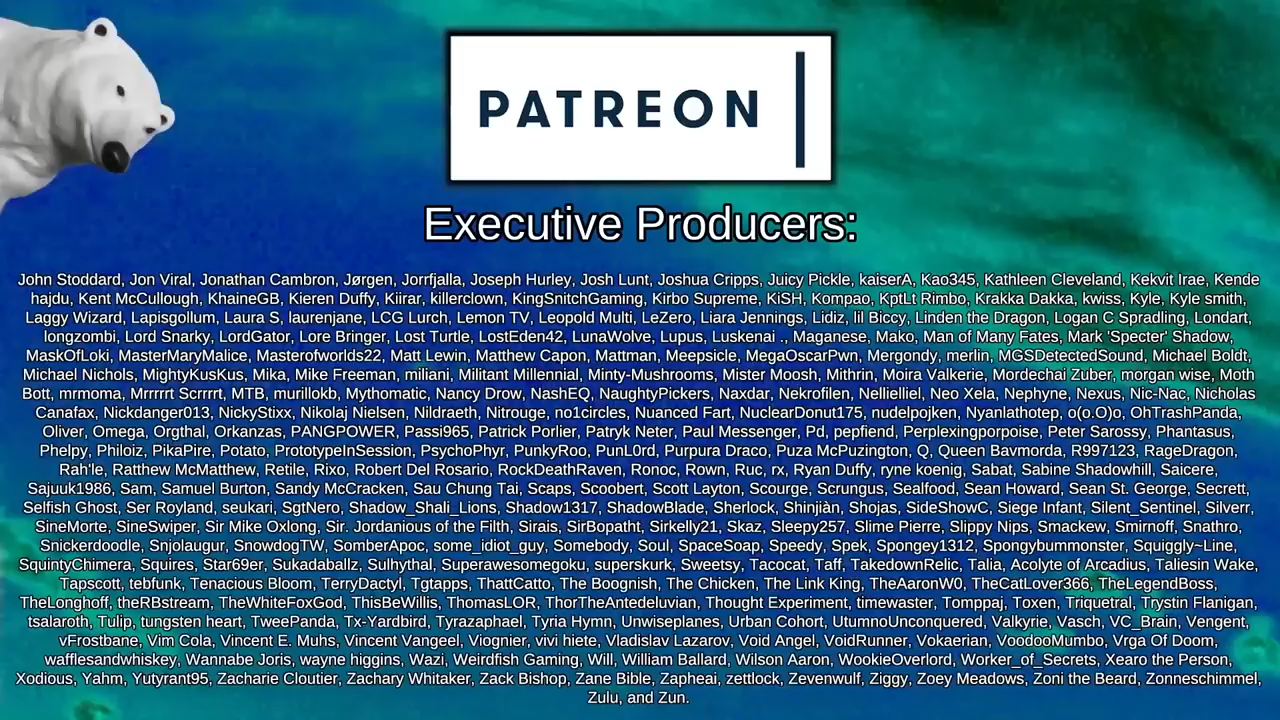 PATREON
Executive Producers:
John Stoddard, Jon Viral, Jonathan Cambron, Jørgen, Jorrfjalla, Joseph Hurley, Josh Lunt, Joshua Cripps, Juicy Pickle, kaiserA, Kao345, Kathleen Cleveland, Kekvit Irae, Kende
hajdu, Kent McCullough, KhaineGB, Kieren Duffy, Kiirar, killerclown, KingSnitchGaming, Kirbo Supreme, KiSH, Kompao, KptLt Rimbo, Krakka Dakka, kwiss, Kyle, Kyle smith,
Laggy Wizard, Lapisgollum, Laura S, laurenjane, LCG Lurch, Lemon TV, Leopold Multi, LeZero, Liara Jennings, Lidiz, lil Biccy, Linden the Dragon, Logan C Spradling, Londart,
longzombi, Lord Snarky, LordGator, Lore Bringer, Lost Turtle, LostEden42, LunaWolve, Lupus, Luskenai ., Maganese, Mako, Man of Many Fates, Mark 'Specter' Shadow,
MaskOfLoki, MasterMaryMalice, Masterofworlds22, Matt Lewin, Matthew Capon, Mattman, Meepsicle, MegaOscarPwn, Mergondy, merlin, MGSDetectedSound, Michael Boldt,
Michael Nichols, MightyKusKus, Mika, Mike Freeman, miliani, Militant Millennial, Minty-Mushrooms, Mister Moosh, Mithrin, Moira Valkerie, Mordechai Zuber, morgan wise, Moth
Bott, mrmoma, Mrrrrrt Scrrrrt, MTB, murillokb, Mythomatic, Nancy Drow, NashEQ, NaughtyPickers, Naxdar, Nekrofilen, Nellielliel, Neo Xela, Nephyne, Nexus, Nic-Nac, Nicholas
Canafax, Nickdanger013, NickyStixx, Nikolaj Nielsen, Nildraeth, Nitrouge, no1circles, Nuanced Fart, NuclearDonut175, nudelpojken, Nyanlathotep, o(o.O)o, OhTrashPanda,
Oliver, Omega, Orgthal, Orkanzas, PANGPOWER, Passi965, Patrick Porlier, Patryk Neter, Paul Messenger, Pd, pepfiend, Perplexingporpoise, Peter Sarossy, Phantasus,
Phelpy, Philoiz, PikaPire, Potato, PrototypeInSession, PsychoPhyr, PunkyRoo, PunL0rd, Purpura Draco, Puza McPuzington, Q, Queen Bavmorda, R997123, RageDragon,
Rah'le, Ratthew McMatthew, Retile, Rixo, Robert Del Rosario, RockDeathRaven, Ronoc, Rown, Ruc, rx, Ryan Duffy, ryne koenig, Sabat, Sabine Shadowhill, Saicere,
Sajuuk1986, Sam, Samuel Burton, Sandy McCracken, Sau Chung Tai, Scaps, Scoobert, Scott Layton, Scourge, Scrungus, Sealfood, Sean Howard, Sean St. George, Secrett,
Selfish Ghost, Ser Royland, seukari, SgtNero, Shadow_Shali_Lions, Shadow1317, ShadowBlade, Sherlock, Shinjiàn, Shojas, SideShowC, Siege Infant, Silent_Sentinel, Silverr,
SineMorte, SineSwiper, Sir Mike Oxlong, Sir. Jordanious of the Filth, Sirais, SirBopatht, Sirkelly21, Skaz, Sleepy257, Slime Pierre, Slippy Nips, Smackew, Smirnoff, Snathro,
Snickerdoodle, Snjolaugur, SnowdogTW, SomberApoc, some_idiot_guy, Somebody, Soul, SpaceSoap, Speedy, Spek, Spongey1312, Spongybummonster, Squiggly~Line,
SquintyChimera, Squires, Star69er, Sukadaballz, Sulhythal, Superawesomegoku, superskurk, Sweetsy, Tacocat, Taff, TakedownRelic, Talia, Acolyte of Arcadius, Taliesin Wake,
Tapscott, tebfunk, Tenacious Bloom, TerryDactyl, Tgtapps, ThattCatto, The Boognish, The Chicken, The Link King, TheAaronW0, TheCatLover366, TheLegendBoss,
TheLonghoff, theRBstream, TheWhiteFoxGod, ThisBeWillis, ThomasLOR, ThorTheAntedeluvian, Thought Experiment, timewaster, Tomppaj, Toxen, Triquetral, Trystin Flanigan,
tsalaroth, Tulip, tungsten heart, TweePanda, Tx-Yardbird, Tyrazaphael, Tyria Hymn, Unwiseplanes, Urban Cohort, UtumnoUnconquered, Valkyrie, Vasch, VC_Brain, Vengent,
vFrostbane, Vim Cola, Vincent E. Muhs, Vincent Vangeel, Viognier, vivi hiete, Vladislav Lazarov, Void Angel, VoidRunner, Vokaerian, VoodooMumbo, Vrga Of Doom,
wafflesandwhiskey, Wannabe Joris, wayne higgins, Wazi, Weirdfish Gaming, Will, William Ballard, Wilson Aaron, WookieOverlord, Worker_of_Secrets, Xearo the Person,
Xodious, Yahm, Yutyrant95, Zacharie Cloutier, Zachary Whitaker, Zack Bishop, Zane Bible, Zapheai, zettlock, Zevenwulf, Ziggy, Zoey Meadows, Zoni the Beard, Zonneschimmel,
Zulu, and Zun.